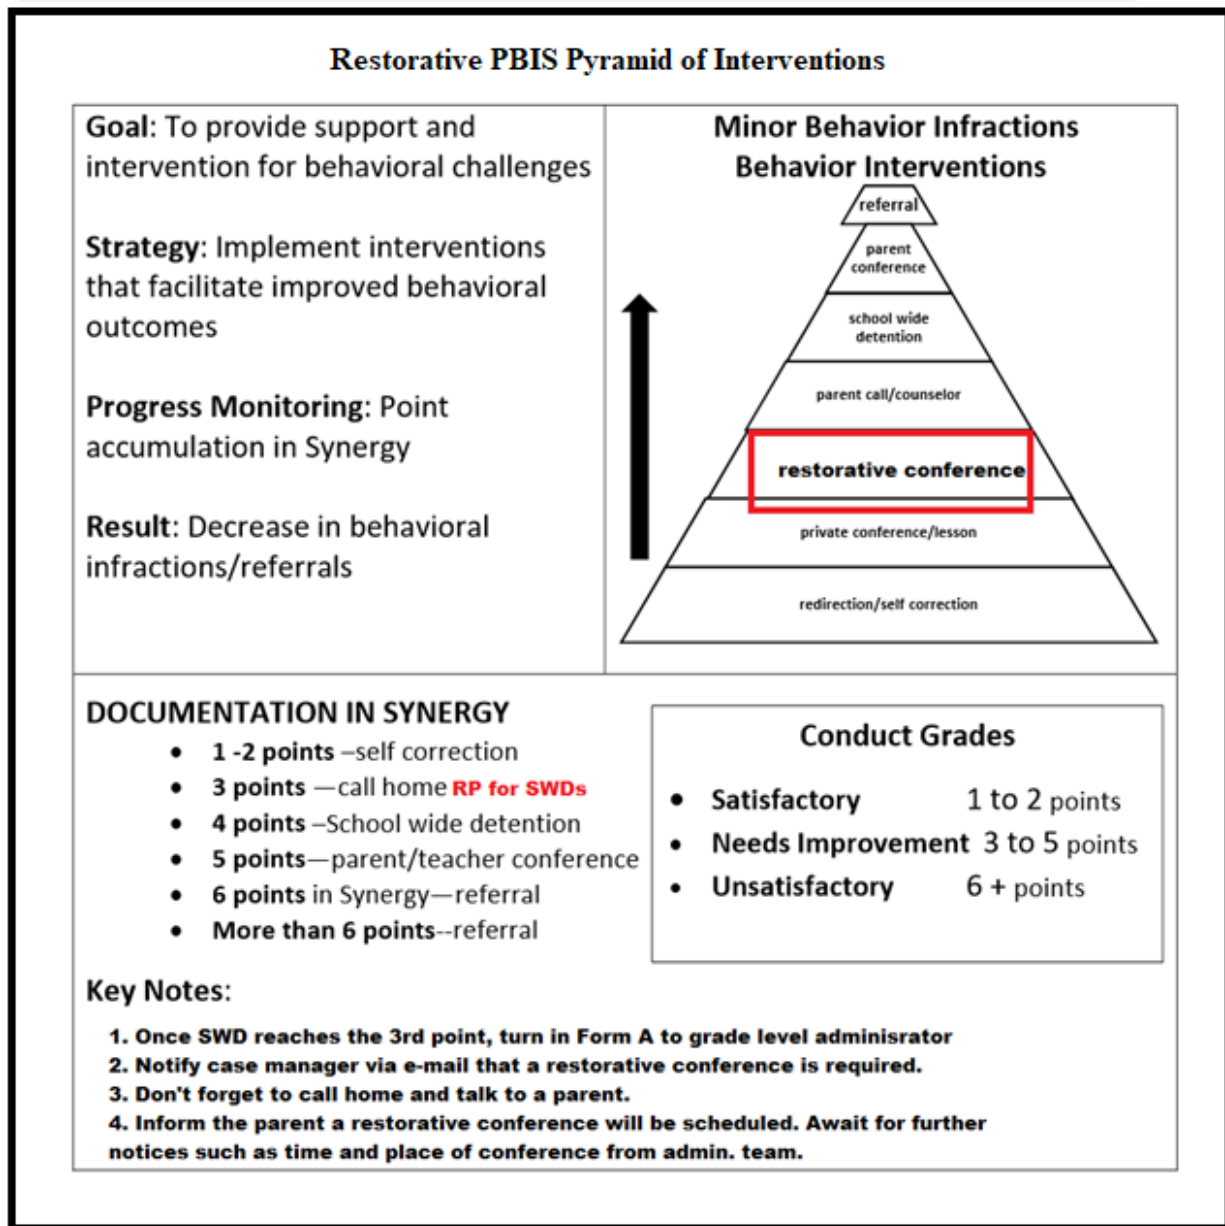 Restorative PBIS Pyramid of Interventions
Goal: To provide support and
intervention for behavioral challenges
Strategy: Implement interventions
that facilitate improved behavioral
outcomes
Progress Monitoring: Point
accumulation in Synergy
Result: Decrease in behavioral
infractions/referrals
Minor Behavior Infractions
Behavior Interventions
referral
parent
conference
school wide
detention
parent call/counselor
restorative conference
private conference/lesson
redirection/self correction
DOCUMENTATION IN SYNERGY
• 1 -2 points –self correction
• 3 points —call home RP for SWDs
• 4 points –School wide detention
• 5 points—parent/teacher conference
• 6 points in Synergy—referral
• More than 6 points--referral
Conduct Grades
• Satisfactory 1 to 2 points
• Needs Improvement 3 to 5 points
• Unsatisfactory 6 + points
Key Notes:
1. Once SWD reaches the 3rd point, turn in Form A to grade level adminisrator
2. Notify case manager via e-mail that a restorative conference is required.
3. Don't forget to call home and talk to a parent.
4. Inform the parent a restorative conference will be scheduled. Await for further
notices such as time and place of conference from admin. team.